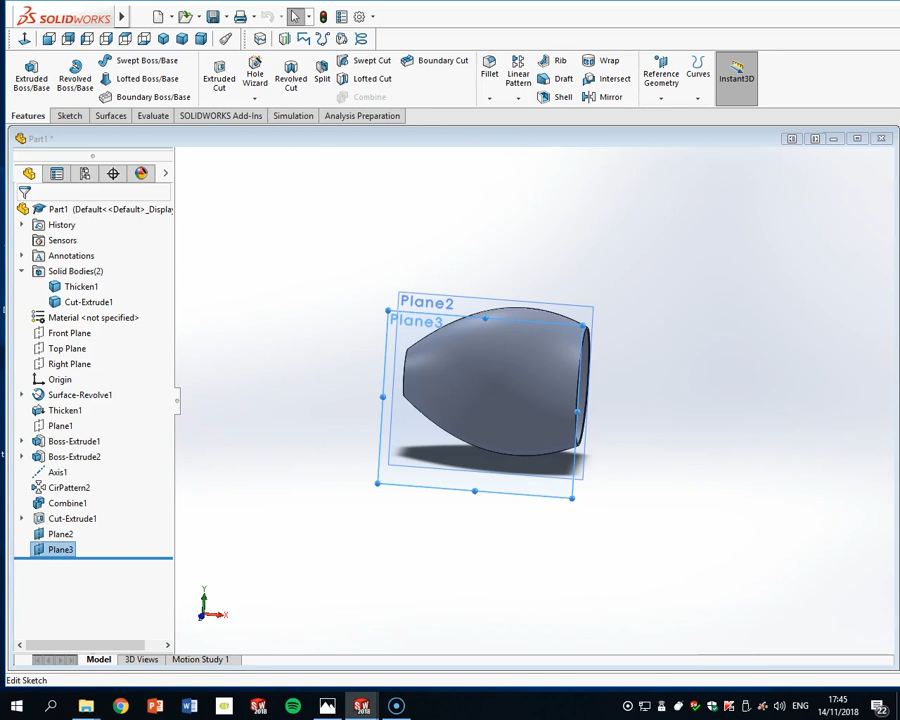 SOLIDWORKS
Extruded Boss/Base
Revolved Boss/Base
Swept Boss/Base
Lofted Boss/Base
Boundary Boss/Base
Extruded Cut
Hole Wizard
Revolved Cut
Split
Swept Cut
Lofted Cut
Combine
Boundary Cut
Fillet
Linear Pattern
Rib
Draft
Shell
Wrap
Intersect
Mirror
Reference Geometry
Curves
Instant3D
Features
Sketch
Surfaces
Evaluate
SOLIDWORKS Add-Ins
Simulation
Analysis Preparation
Part1 *
Part1 (Default<<Default>_Displa
History
Sensors
Annotations
Solid Bodies(2)
Thicken1
Cut-Extrude1
Material <not specified>
Front Plane
Top Plane
Right Plane
Origin
Surface-Revolve1
Thicken1
Plane1
Boss-Extrude1
Boss-Extrude2
Axis1
CirPattern2
Combine1
Cut-Extrude1
Plane2
Plane3
Plane2
Plane3
Y
X
Z
Model
3D Views
Motion Study 1
Edit Sketch
ENG
17:45
14/11/2018
22